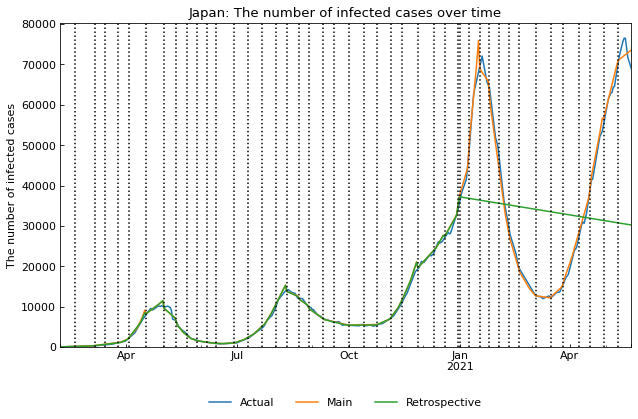 Japan: The number of infected cases over time
The number of infected cases
80000
70000
60000
50000
40000
30000
20000
10000
0
Apr Jul Oct Jan Apr
2021
Actual Main Retrospective